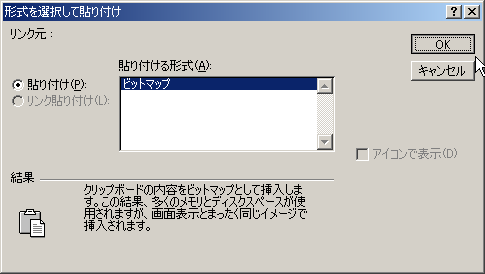 形式を選択して貼り付け
リンク元:
OK
貼り付ける形式(A):
キャンセル
貼り付け(P):
ビットマップ
リンク貼り付け(L):
アイコンで表示(D)
結果
クリップボードの内容をビットマップとして挿入しま
す。この結果、多くのメモリとディスクスペースが使
用されますが、画面表示とまったく同じイメージで
挿入されます。